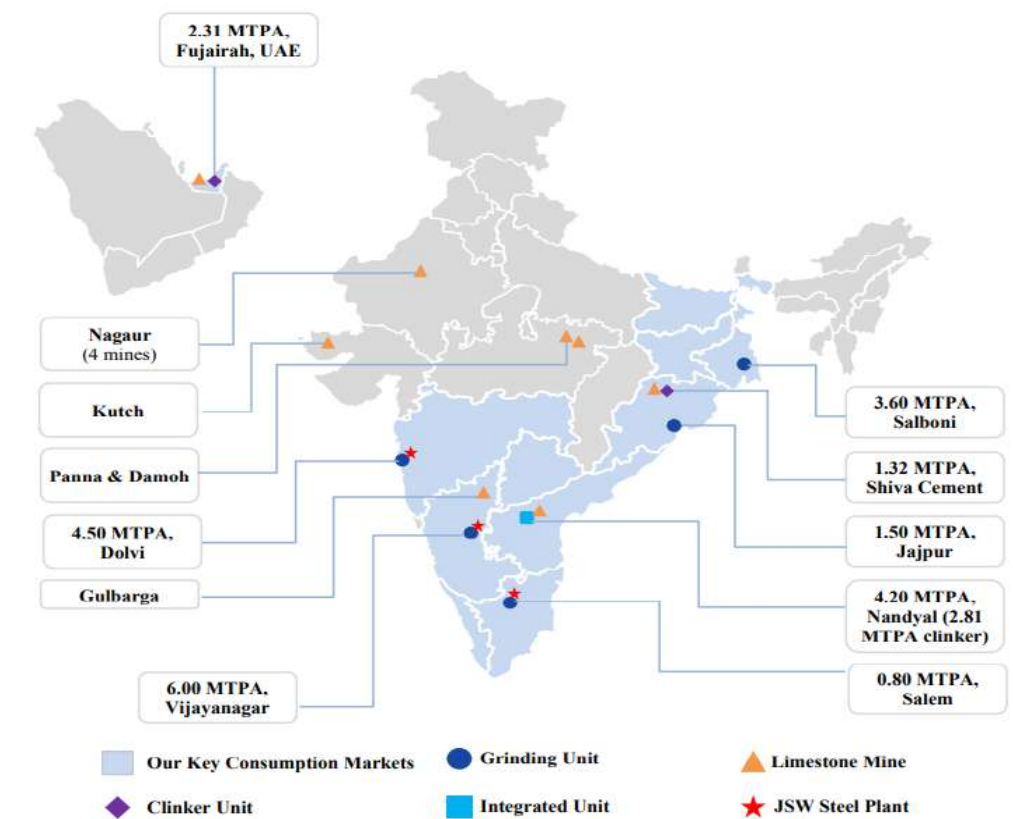 2.31 MTPA,
Fujairah, UAE
Nagaur
(4 mines)
Kutch
Panna & Damoh
4.50 MTPA,
Dolvi
Gulbarga
6.00 MTPA,
Vijayanagar
3.60 MTPA,
Salboni
1.32 MTPA,
Shiva Cement
1.50 MTPA,
Jajpur
4.20 MTPA,
Nandyal (2.81
MTPA clinker)
0.80 MTPA,
Salem
Our Key Consumption Markets
Grinding Unit
Limestone Mine
Clinker Unit
Integrated Unit
JSW Steel Plant